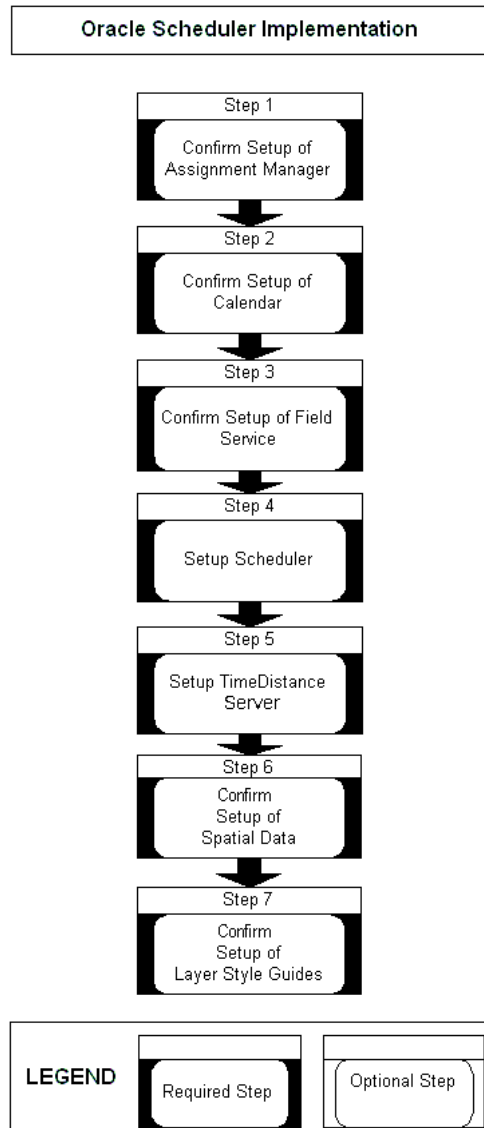 Oracle Scheduler Implementation
Step 1
Confirm Setup of
Assignment Manager
Step 2
Confirm Setup of
Calendar
Step 3
Confirm Setup of Field
Service
Step 4
Setup Scheduler
Step 5
Setup TimeDistance
Server
Step 6
Confirm
Setup of
Spatial Data
Step 7
Confirm
Setup of
Layer Style Guides
LEGEND
Required Step
Optional Step